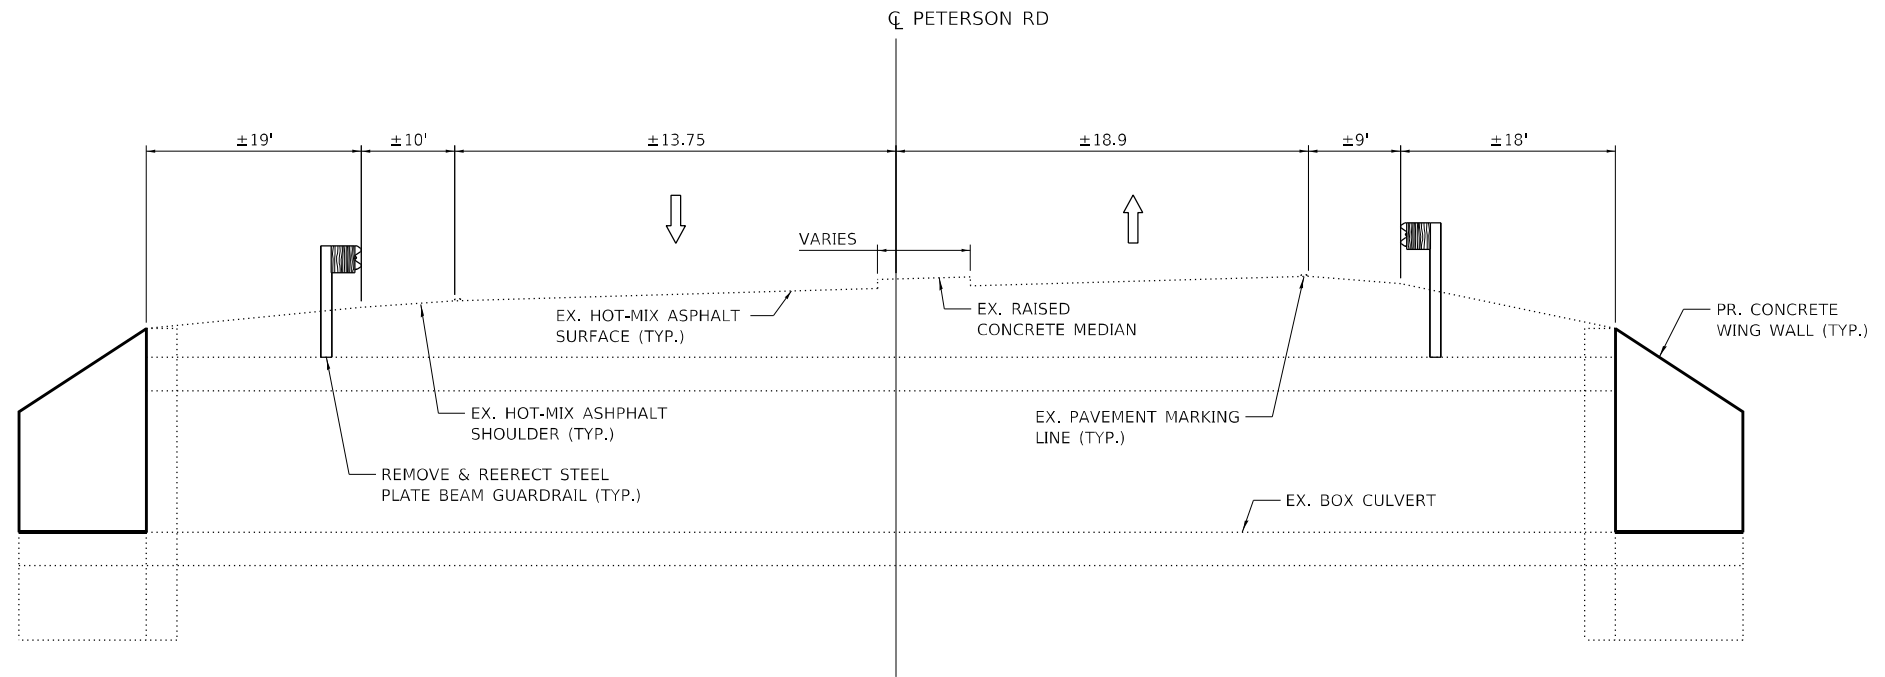 ℄ PETERSON RD
±19'
±10'
±13.75
±18.9
±9'
±18'
VARIES
EX. HOT-MIX ASPHALT
SURFACE (TYP.)
EX. RAISED
CONCRETE MEDIAN
PR. CONCRETE
WING WALL (TYP.)
EX. HOT-MIX ASHPHALT
SHOULDER (TYP.)
EX. PAVEMENT MARKING
LINE (TYP.)
REMOVE & REERECT STEEL
PLATE BEAM GUARDRAIL (TYP.)
EX. BOX CULVERT